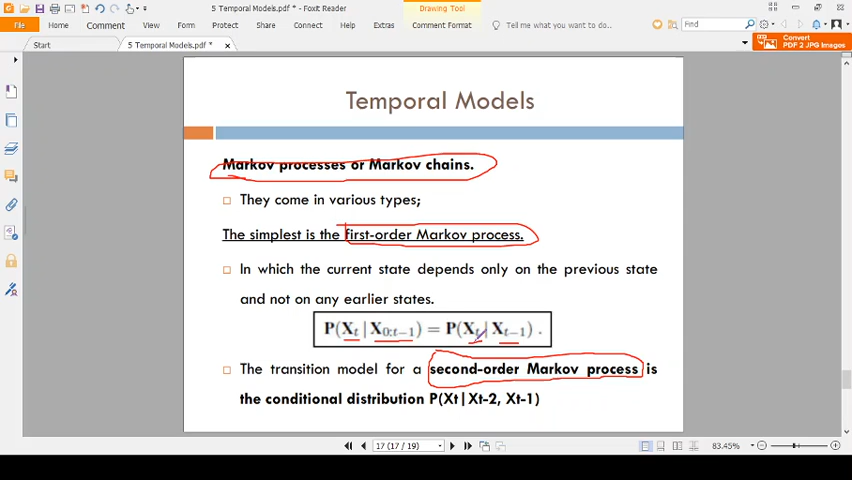 5 Temporal Models.pdf * - Foxit Reader
Drawing Tool
File
Home
Comment
View
Form
Protect
Share
Connect
Help
Extras
Comment Format
Tell me what you want to do...
Find
Start
5 Temporal Models.pdf *
Convert
PDF 2 JPG Images
Temporal Models
Markov processes or Markov chains.
They come in various types;
The simplest is the first-order Markov process.
In which the current state depends only on the previous state
and not on any earlier states.
P(Xt | X0:t−1) = P(Xt | Xt−1) .
The transition model for a second-order Markov process is
the conditional distribution P(Xt|Xt-2, Xt-1)
17 (17 / 19)
83.45%